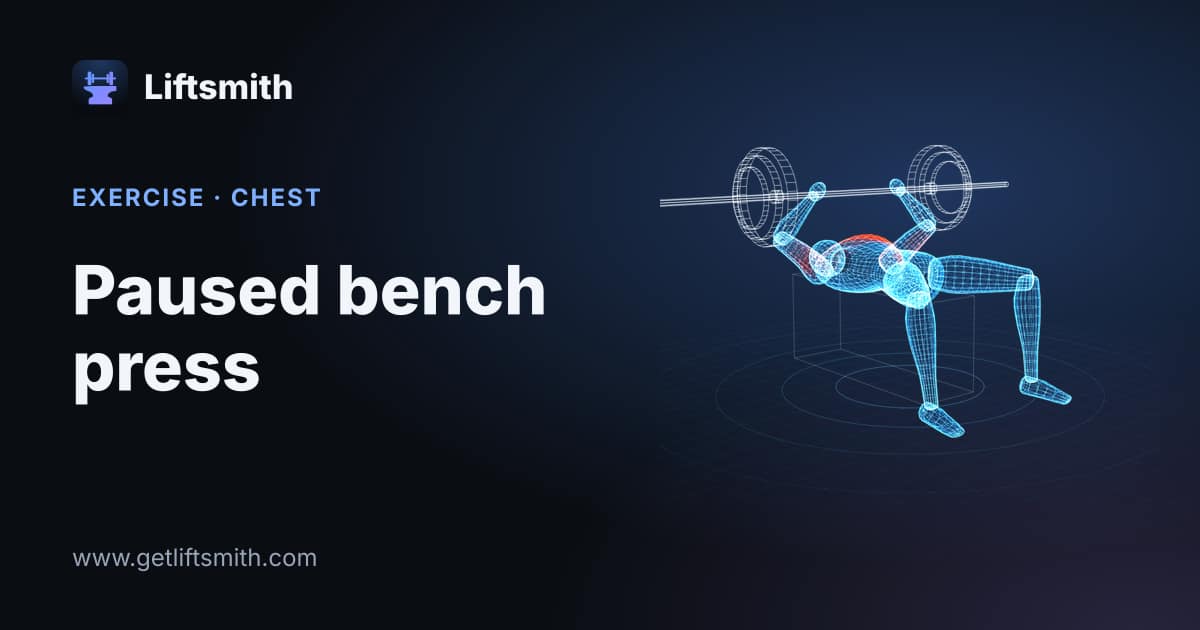 Liftsmith
EXERCISE · CHEST
Paused bench
press
www.getliftsmith.com